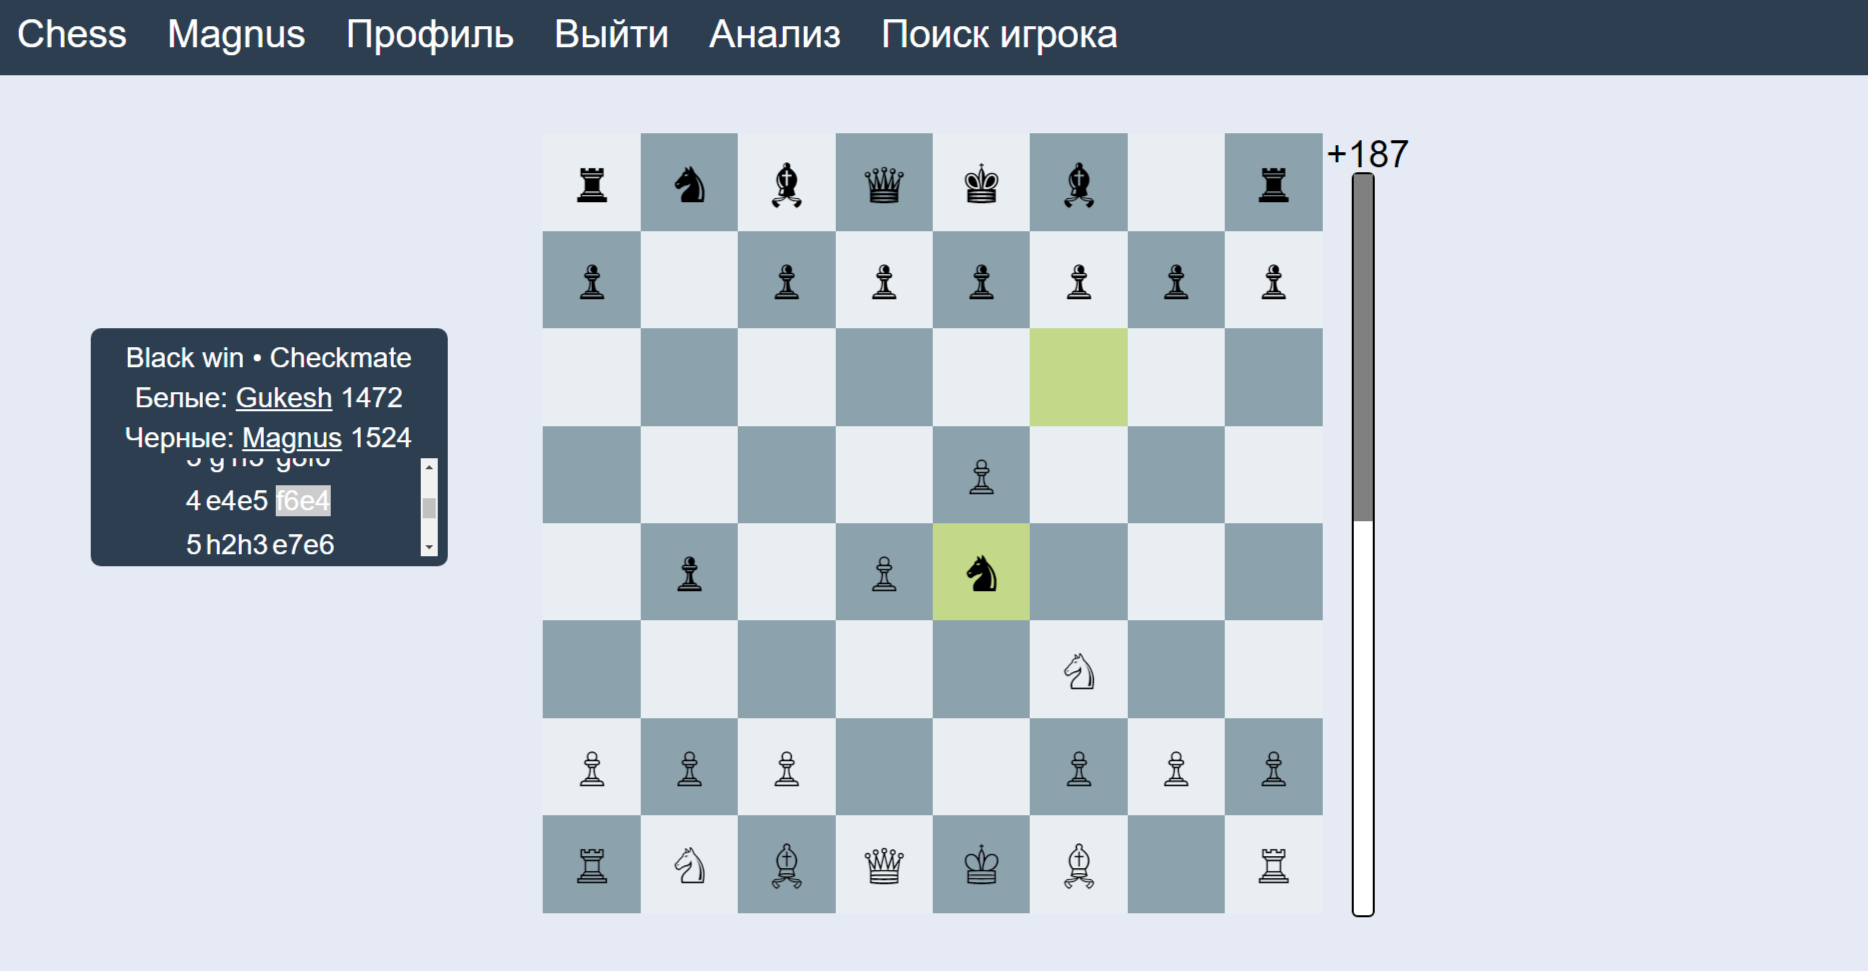 Chess Magnus Профиль Выйти Анализ Поиск игрока
+187
Black win • Checkmate
Белые: Gukesh 1472
Черные: Magnus 1524
4 e4e5 f6e4
5 h2h3 e7e6